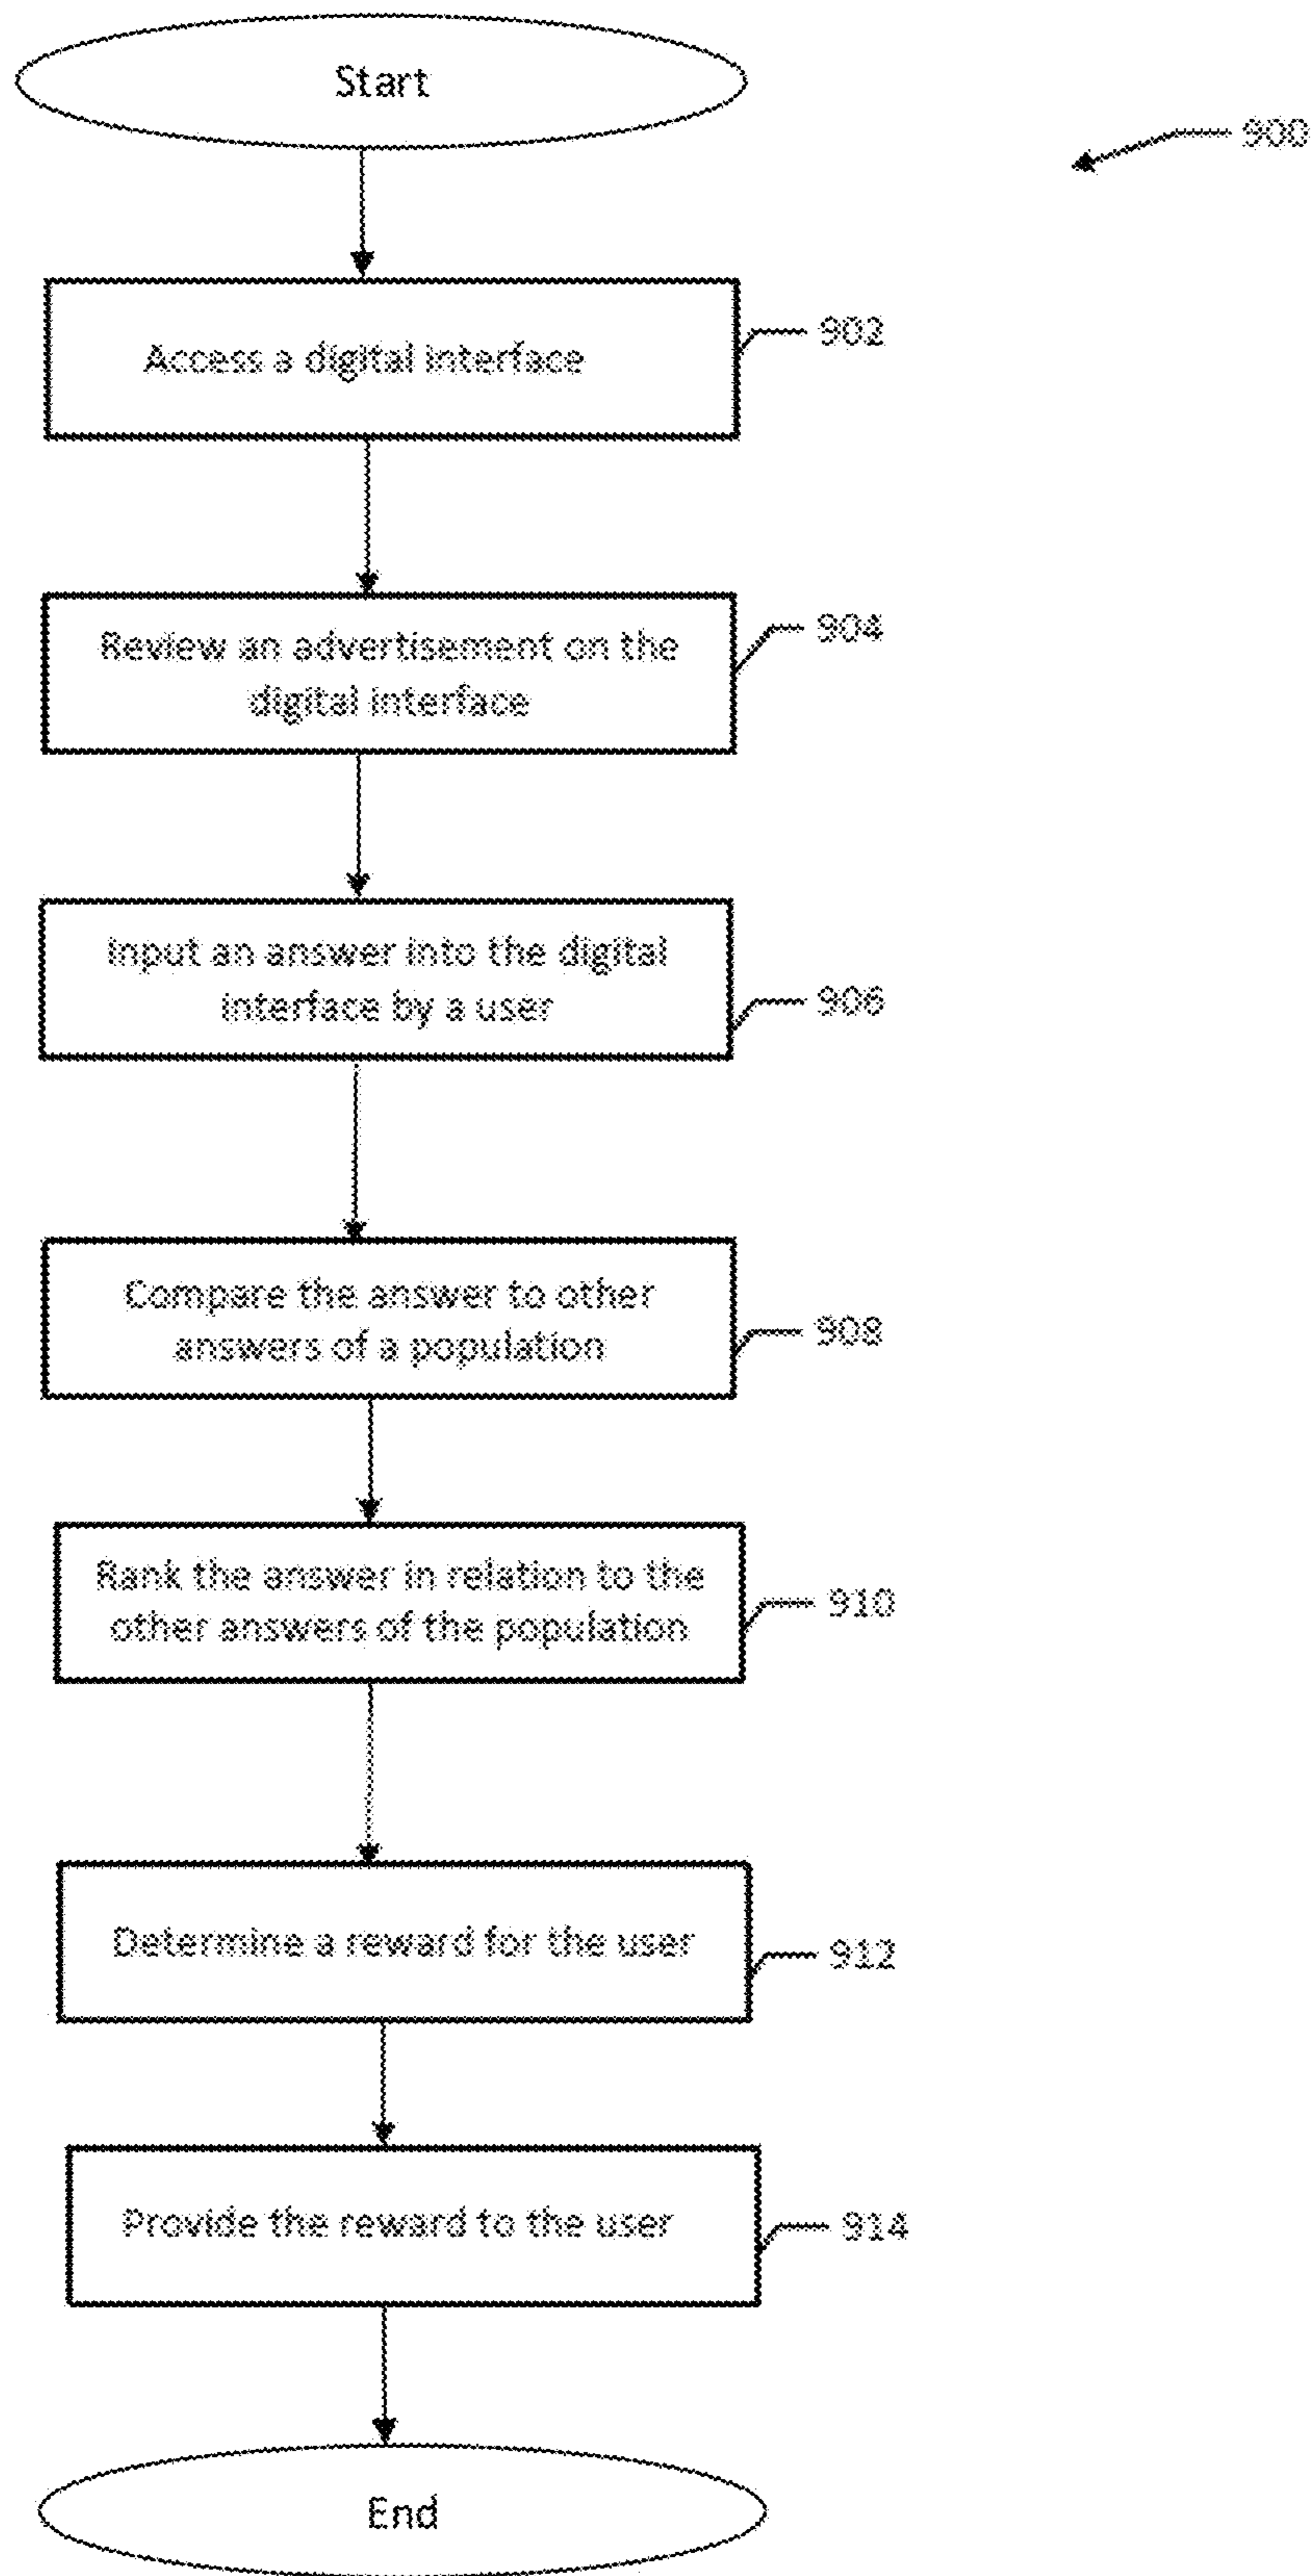 Start
900
Access a digital interface
902
Review an advertisement on the
digital interface
904
Input an answer into the digital
interface by a user
906
Compare the answer to other
answers of a population
908
Rank the answer in relation to the
other answers of the population
910
Determine a reward for the user
912
Provide the reward to the user
914
End